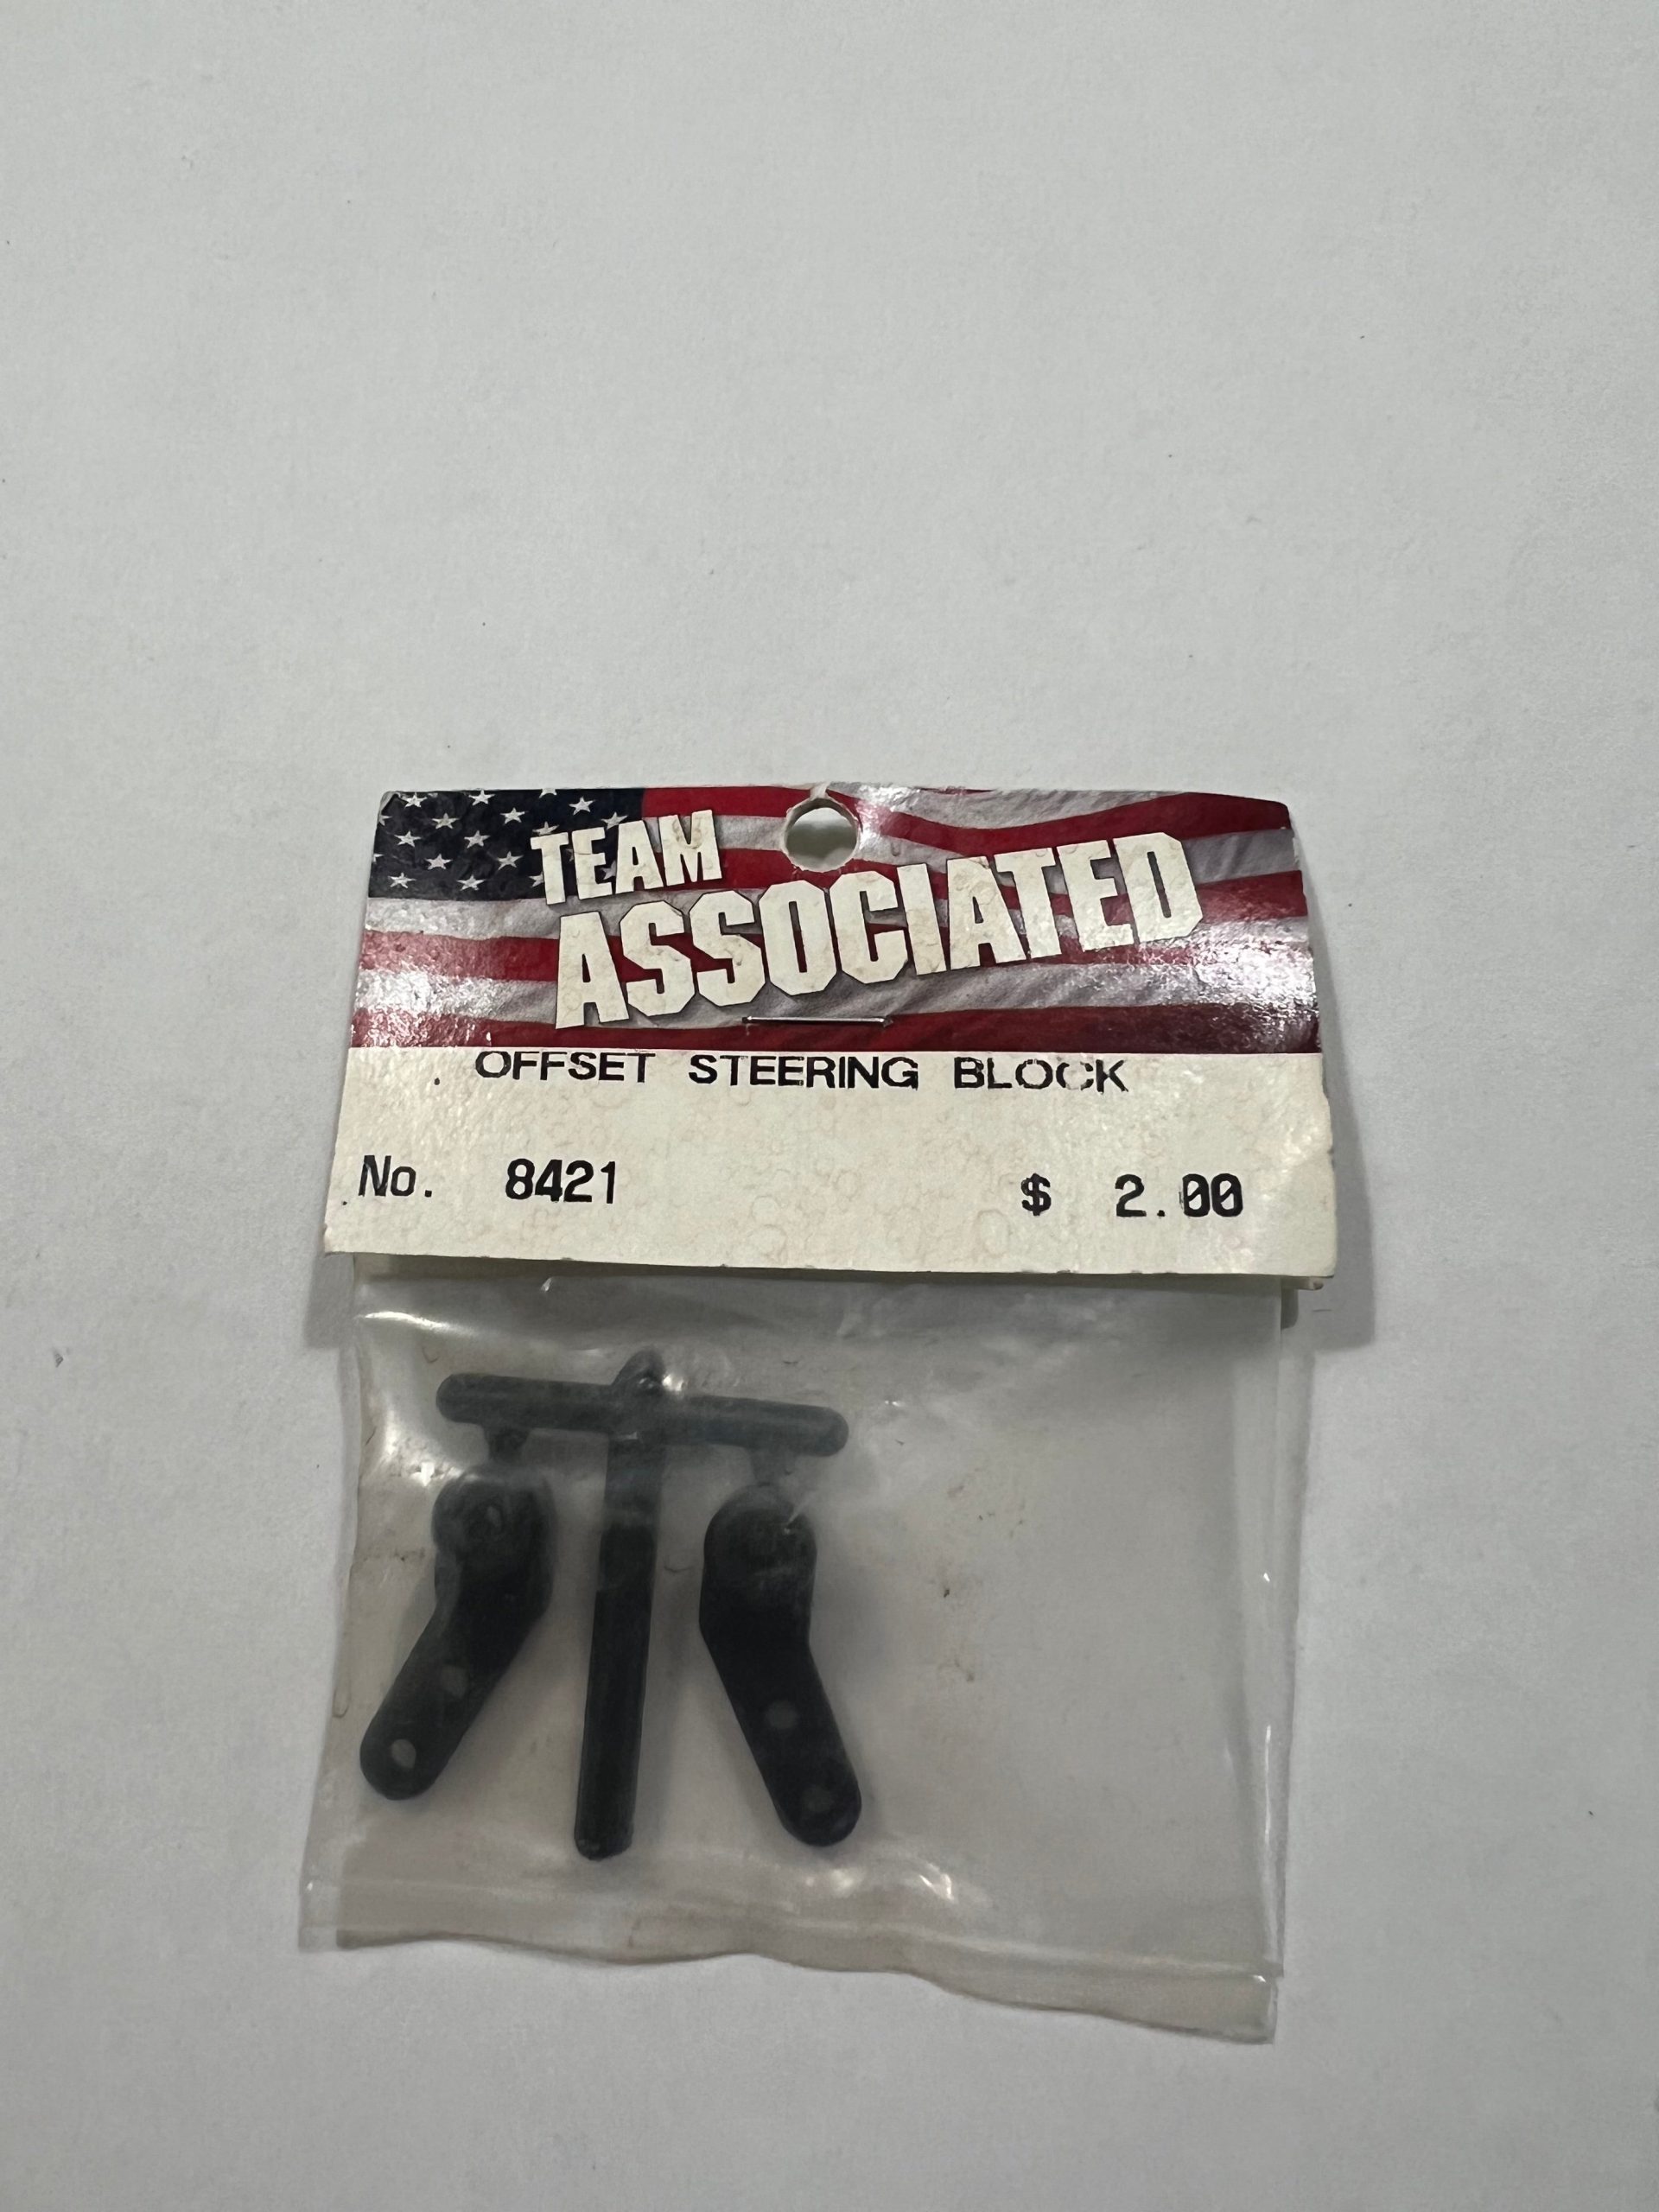 TEAM
ASSOCIATED
OFFSET STEERING BLOCK
No. 8421 $ 2.00